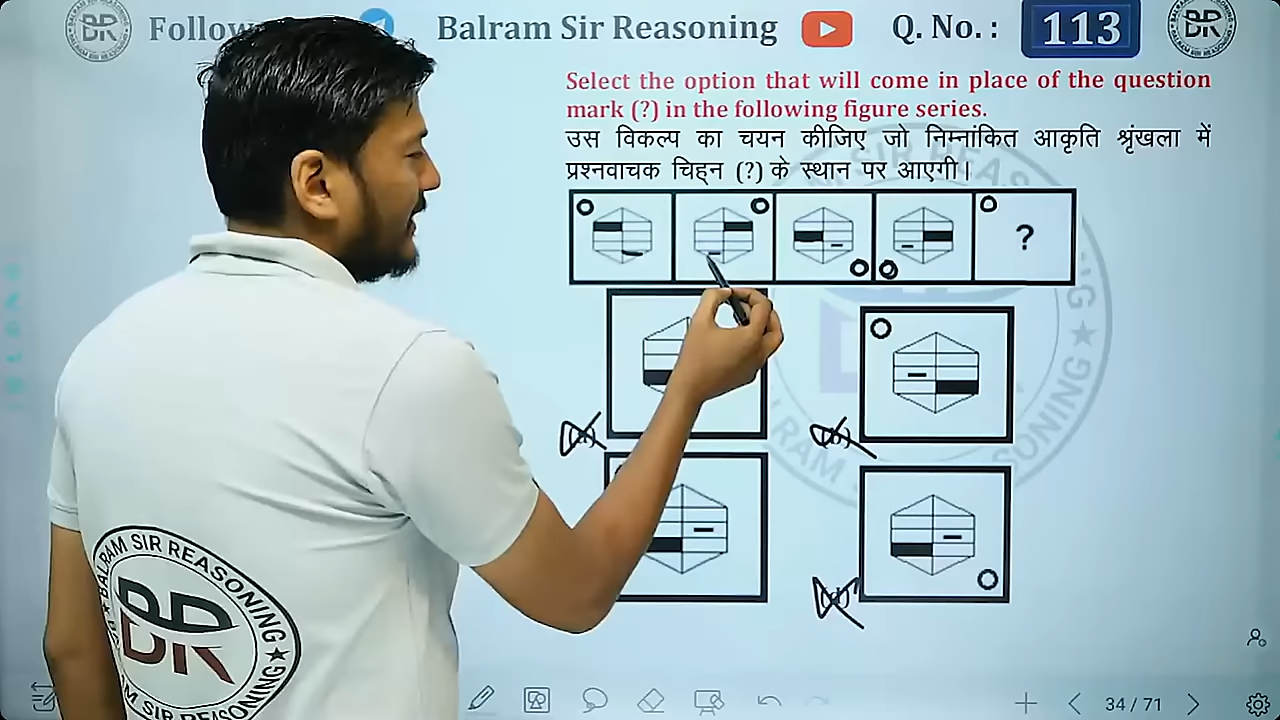 Follow
Balram Sir Reasoning
Q. No. :
113
BR
Select the option that will come in place of the question
mark (?) in the following figure series.
उस विकल्प का चयन कीजिए जो निम्नांकित आकृति श्रृंखला में
प्रश्नवाचक चिह्न (?) के स्थान पर आएगी।
?
BALRAM SIR REASONING
BR
34 / 71